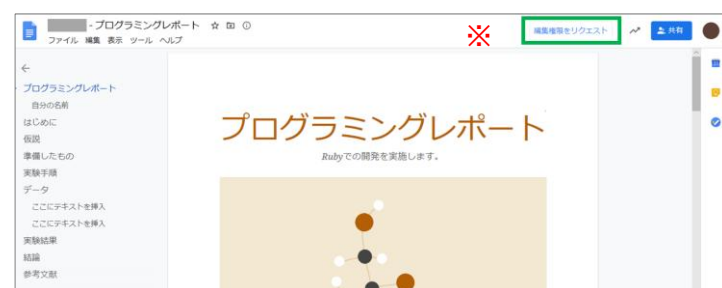 - プログラミングレポート
ファイル 編集 表示 ツール ヘルプ
※
編集権限をリクエスト
共有
プログラミングレポート
自分の名前
はじめに
仮説
準備したもの
実験手順
データ
ここにテキストを挿入
ここにテキストを挿入
実験結果
結論
参考文献
プログラミングレポート
Rubyでの開発を実施します。